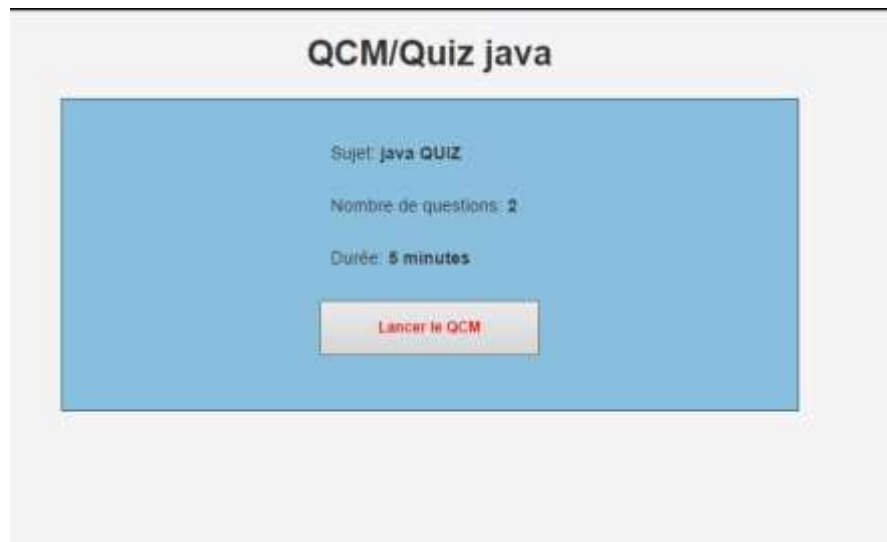 QCM/Quiz java
Sujet: java QUIZ
Nombre de questions: 2
Durée: 5 minutes
Lancer le QCM